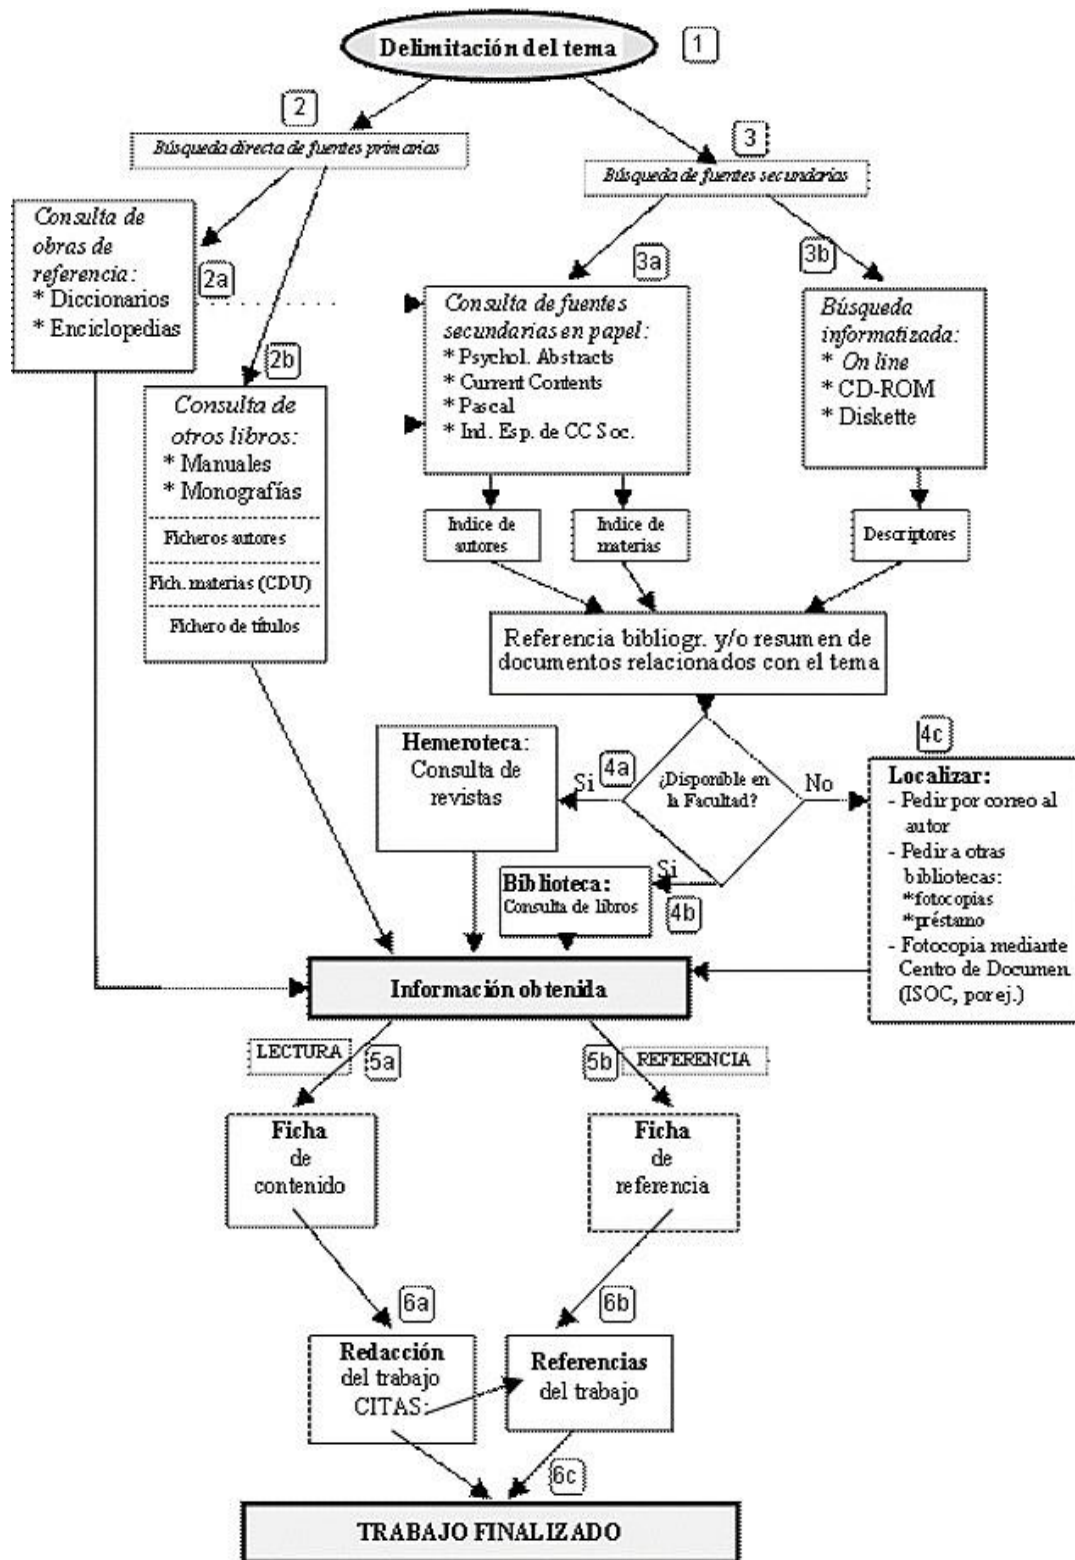 Delimitación del tema
1
2
Búsqueda directa de fuentes primarias
3
Búsqueda de fuentes secundarias
Consulta de
obras de
referencia:
* Diccionarios
* Enciclopedias
2a
2b
Consulta de
otros libros:
* Manuales
* Monografías
Ficheros autores
Fich. materias (CDU)
Fichero de títulos
3a
Consulta de fuentes
secundarias en papel:
* Psychol. Abstracts
* Current Contents
* Pascal
* Ind. Esp. de CC Soc.
3b
Búsqueda
informatizada:
* On line
* CD-ROM
* Diskette
Indice de
autores
Indice de
materias
Descriptores
Referencia bibliogr. y/o resumen de
documentos relacionados con el tema
Hemeroteca:
Consulta de
revistas
Si
4a
¿Disponible en
la Facultad?
No
4c
Localizar:
- Pedir por correo al
autor
- Pedir a otras
bibliotecas:
*fotocopias
*préstamo
- Fotocopia mediante
Centro de Documen.
(ISOC, por ej.)
Si
4b
Biblioteca:
Consulta de libros
Información obtenida
LECTURA
5a
5b
REFERENCIA
Ficha
de
contenido
Ficha
de
referencia
6a
6b
Redacción
del trabajo
CITAS:
Referencias
del trabajo
6c
TRABAJO FINALIZADO